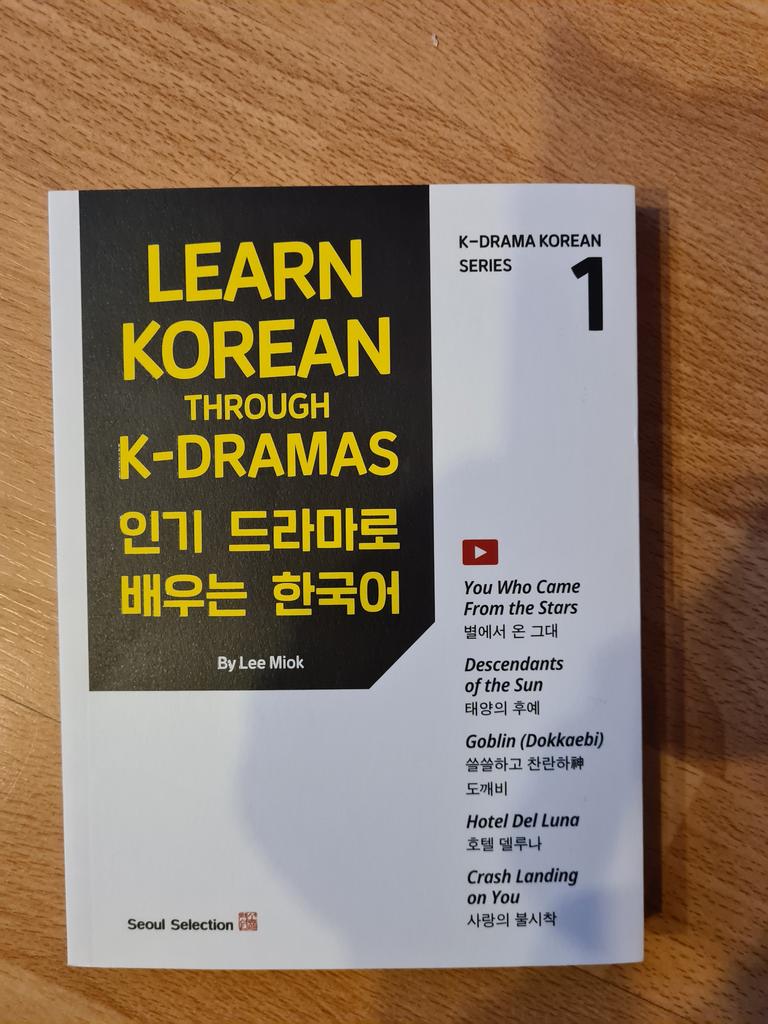 LEARN
KOREAN
THROUGH
K-DRAMAS
인기 드라마로
배우는 한국어
By Lee Miok
Seoul Selection
K-DRAMA KOREAN
SERIES
1
You Who Came
From the Stars
별에서 온 그대
Descendants
of the Sun
태양의 후예
Goblin (Dokkaebi)
쓸쓸하고 찬란하神
도깨비
Hotel Del Luna
호텔 델루나
Crash Landing
on You
사랑의 불시착